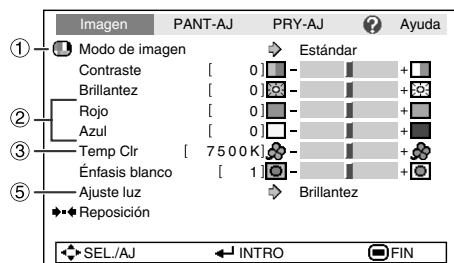 Imagen PANT-AJ PRY-AJ ? Ayuda
① Modo de imagen Estándar
Contraste [ 0] - +
Brillantez [ 0] - +
② Rojo [ 0] - +
Azul [ 0] - +
③ Temp Clr [ 7500K] - +
Énfasis blanco [ 1] - +
⑤ Ajuste luz Brillantez
Reposición
SEL./AJ INTRO FIN